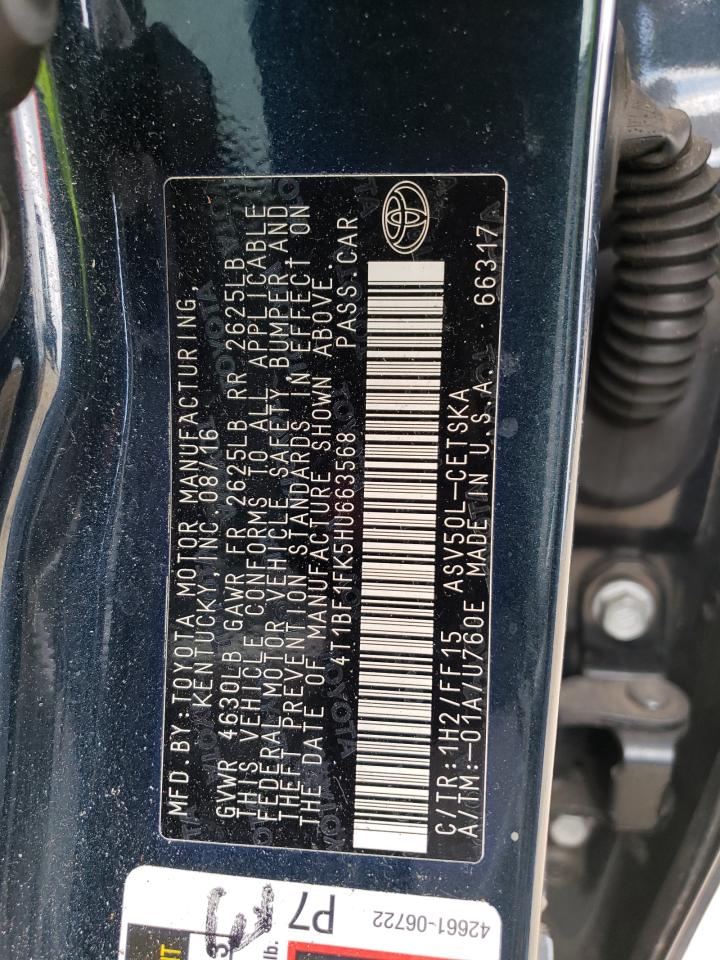 MFD.BY:TOYOTA MOTOR MANUFACTURING,
KENTUCKY,INC.08/16
GVWR 4630LB GAWR FR 2625LB RR 2625LB
THIS VEHICLE CONFORMS TO ALL APPLICABLE
FEDERAL MOTOR VEHICLE SAFETY, BUMPER,AND
THEFT PREVENTION STANDARDS IN EFFECT ON
THE DATE OF MANUFACTURE SHOWN ABOVE.
4T1BF1FK5HU663568 PASS.CAR
C/TR:1H2/FF15 ASV50L-CETSKA
A/TM:-01A/U760E MADE IN U.S.A. 66317
42661-06722
P7
lb.